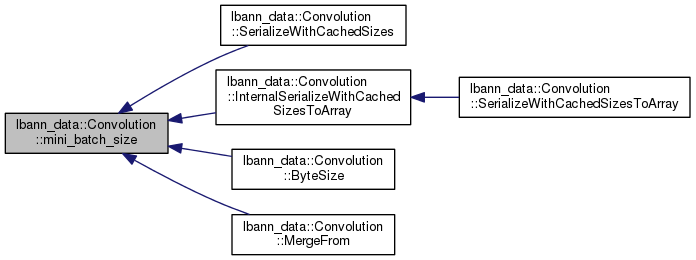 lbann_data::Convolution
::SerializeWithCachedSizes
lbann_data::Convolution
::InternalSerializeWithCached
SizesToArray
lbann_data::Convolution
::SerializeWithCachedSizesToArray
lbann_data::Convolution
::mini_batch_size
lbann_data::Convolution
::ByteSize
lbann_data::Convolution
::MergeFrom